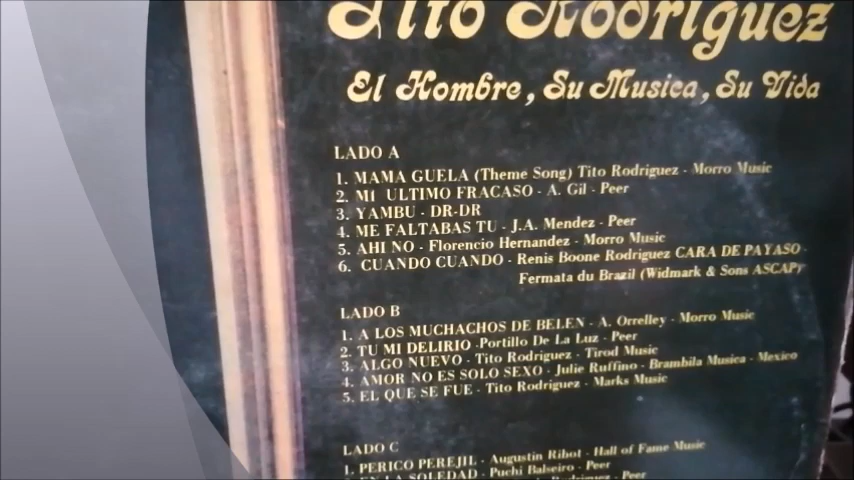 Tito Rodriguez
El Hombre, Su Musica, Su Vida
LADO A
1. MAMA GUELA (Theme Song) Tito Rodriguez - Morro Music
2. MI ULTIMO FRACASO - A. Gil - Peer
3. YAMBU - DR-DR
4. ME FALTABAS TU - J.A. Mendez - Peer
5. AHI NO - Florencio Hernandez - Morro Music
6. CUANDO CUANDO - Renis Boone Rodriguez CARA DE PAYASO -
Fermata du Brazil (Widmark & Sons ASCAP)
LADO B
1. A LOS MUCHACHOS DE BELEN - A. Orrelley - Morro Music
2. TU MI DELIRIO - Portillo De La Luz - Peer
3. ALGO NUEVO - Tito Rodriguez - Tirod Music
4. AMOR NO ES SOLO SEXO - Julie Ruffino - Brambila Musica - Mexico
5. EL QUE SE FUE - Tito Rodriguez - Marks Music
LADO C
1. PERICO PEREJIL - Augustin Ribot - Hall of Fame Music
EN LA SOLEDAD - Puchi Balseiro - Peer
Rodriguez - Peer